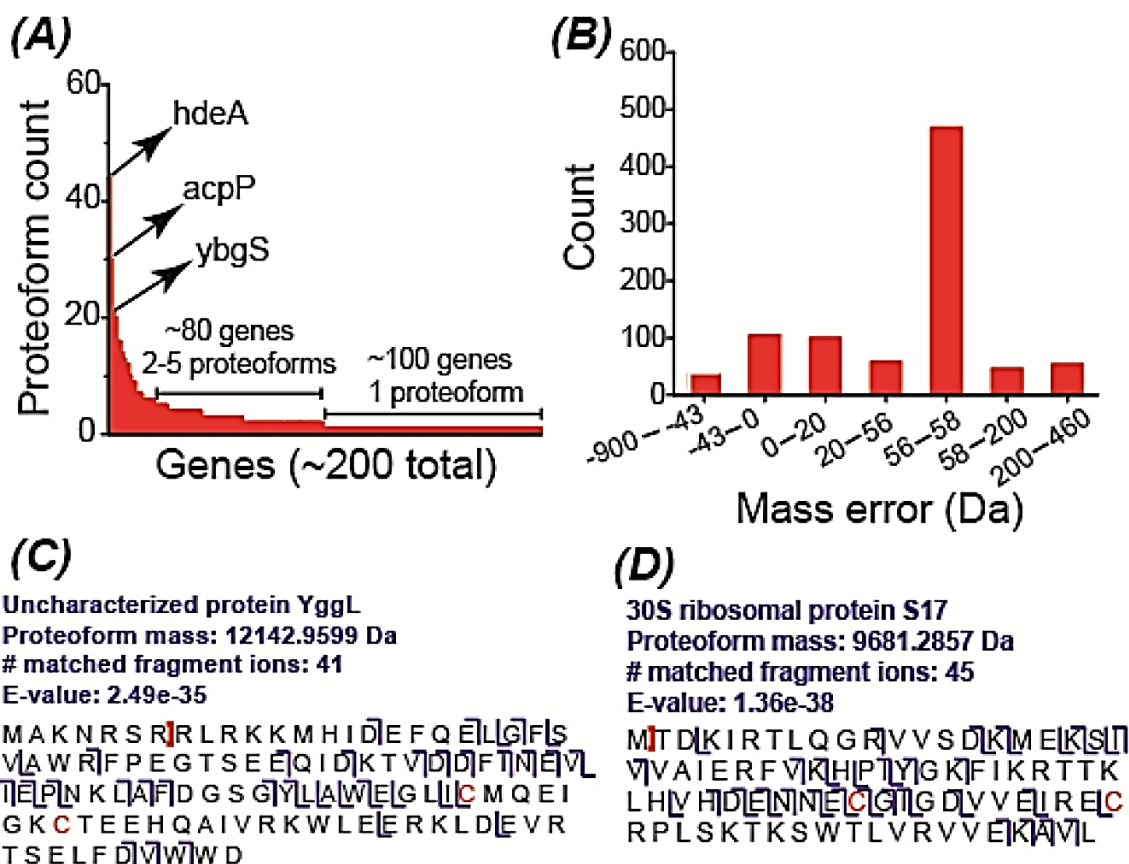 (A)
60
40
20
0
Proteoform count
hdeA
acpP
ybgS
~80 genes
2-5 proteoforms
~100 genes
1 proteoform
Genes (~200 total)
(B)
600
500
400
300
200
100
0
Count
-900--43
-43-0
0-20
20-56
56-58
58-200
200-460
Mass error (Da)
(C)
Uncharacterized protein YggL
Proteoform mass: 12142.9599 Da
# matched fragment ions: 41
E-value: 2.49e-35
M A K N R S R R L R K K M H I D E F Q E L G F S
V A W R F P E G T S E E Q I D K T V D D F I N E V
I E P N K L A F D G S G Y L A W E G L I C M Q E I
G K C T E E H Q A I V R K W L E E R K L D E V R
T S E L F D V W W D
(D)
30S ribosomal protein S17
Proteoform mass: 9681.2857 Da
# matched fragment ions: 45
E-value: 1.36e-38
M T D K I R T L Q G R V V S D K M E K S I
V V A I E R F V K H P I Y G K F I K R T T K
L H V H D E N N E C G I G D V V E I R E C
R P L S K T K S W T L V R V V E K A V L